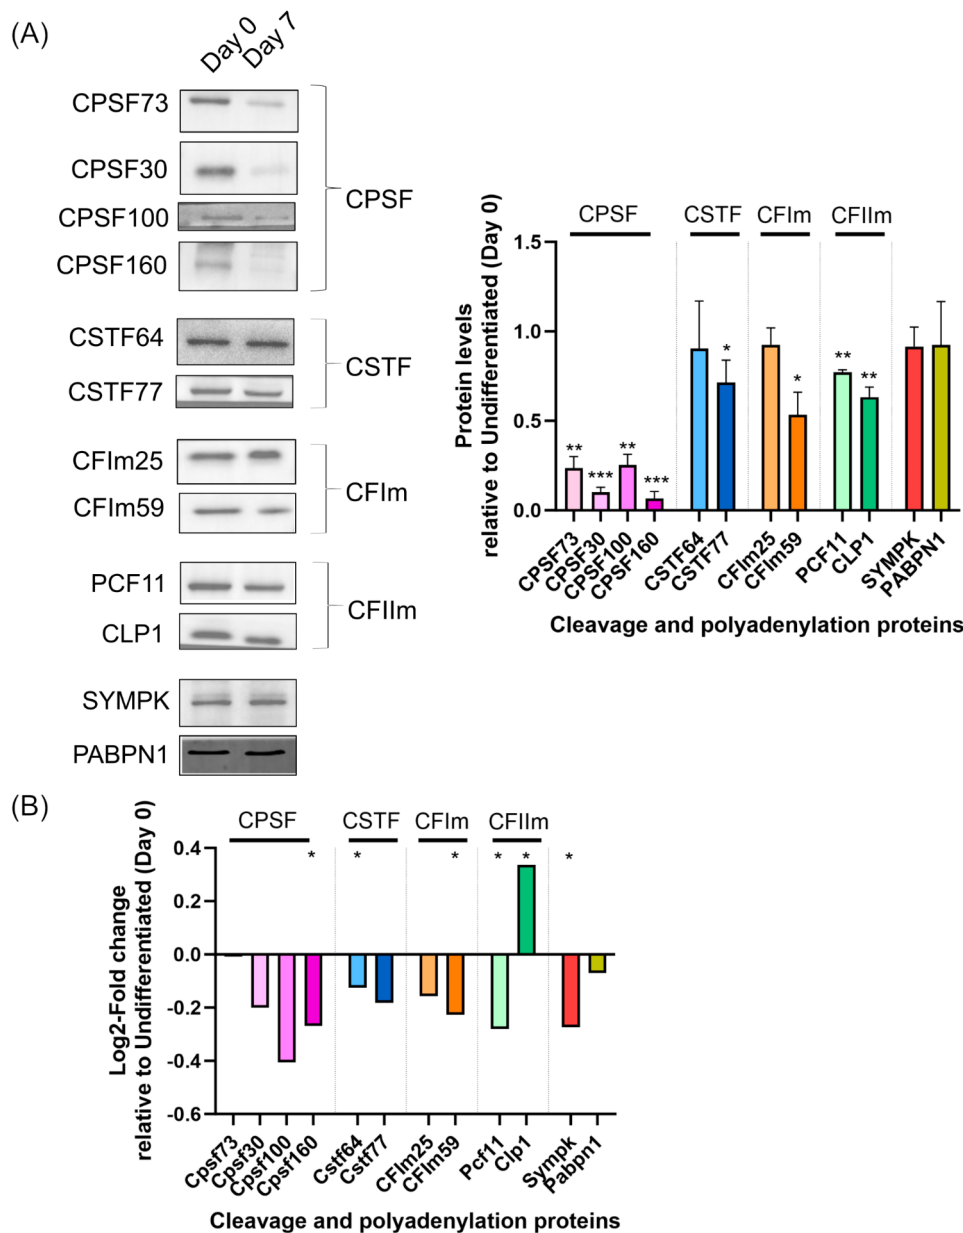 (A)
Day 0 Day 7
CPSF73
CPSF30
CPSF100
CPSF160
CPSF
CSTF64
CSTF77
CSTF
CFIm25
CFIm59
CFIm
PCF11
CLP1
CFIIm
SYMPK
PABPN1
CPSF CSTF CFIm CFIIm
Protein levels
relative to Undifferentiated (Day 0)
1.5
1.0
0.5
0.0
** *** ** *** * * ** **
CPSF73 CPSF30 CPSF100 CPSF160 CSTF64 CSTF77 CFIm25 CFIm59 PCF11 CLP1 SYMPK PABPN1
Cleavage and polyadenylation proteins
(B)
CPSF CSTF CFIm CFIIm
* * * * * *
Log2-Fold change
relative to Undifferentiated (Day 0)
0.4
0.2
0.0
-0.2
-0.4
-0.6
Cpsf73 Cpsf30 Cpsf100 Cpsf160 Cstf64 Cstf77 CFIm25 CFIm59 Pcf11 Clp1 Sympk Pabpn1
Cleavage and polyadenylation proteins